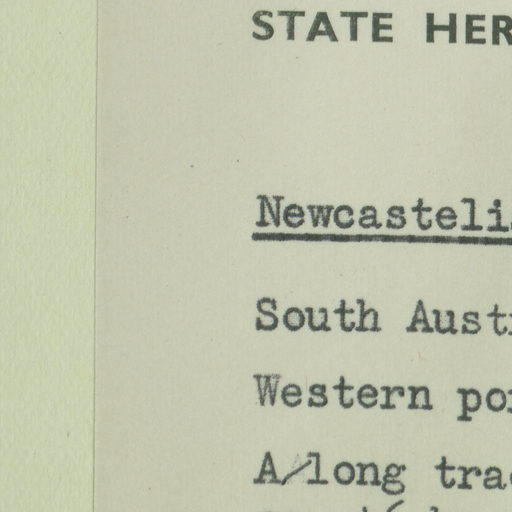 STATE HER
Newcasteli
South Aust
Western po
A/long tra